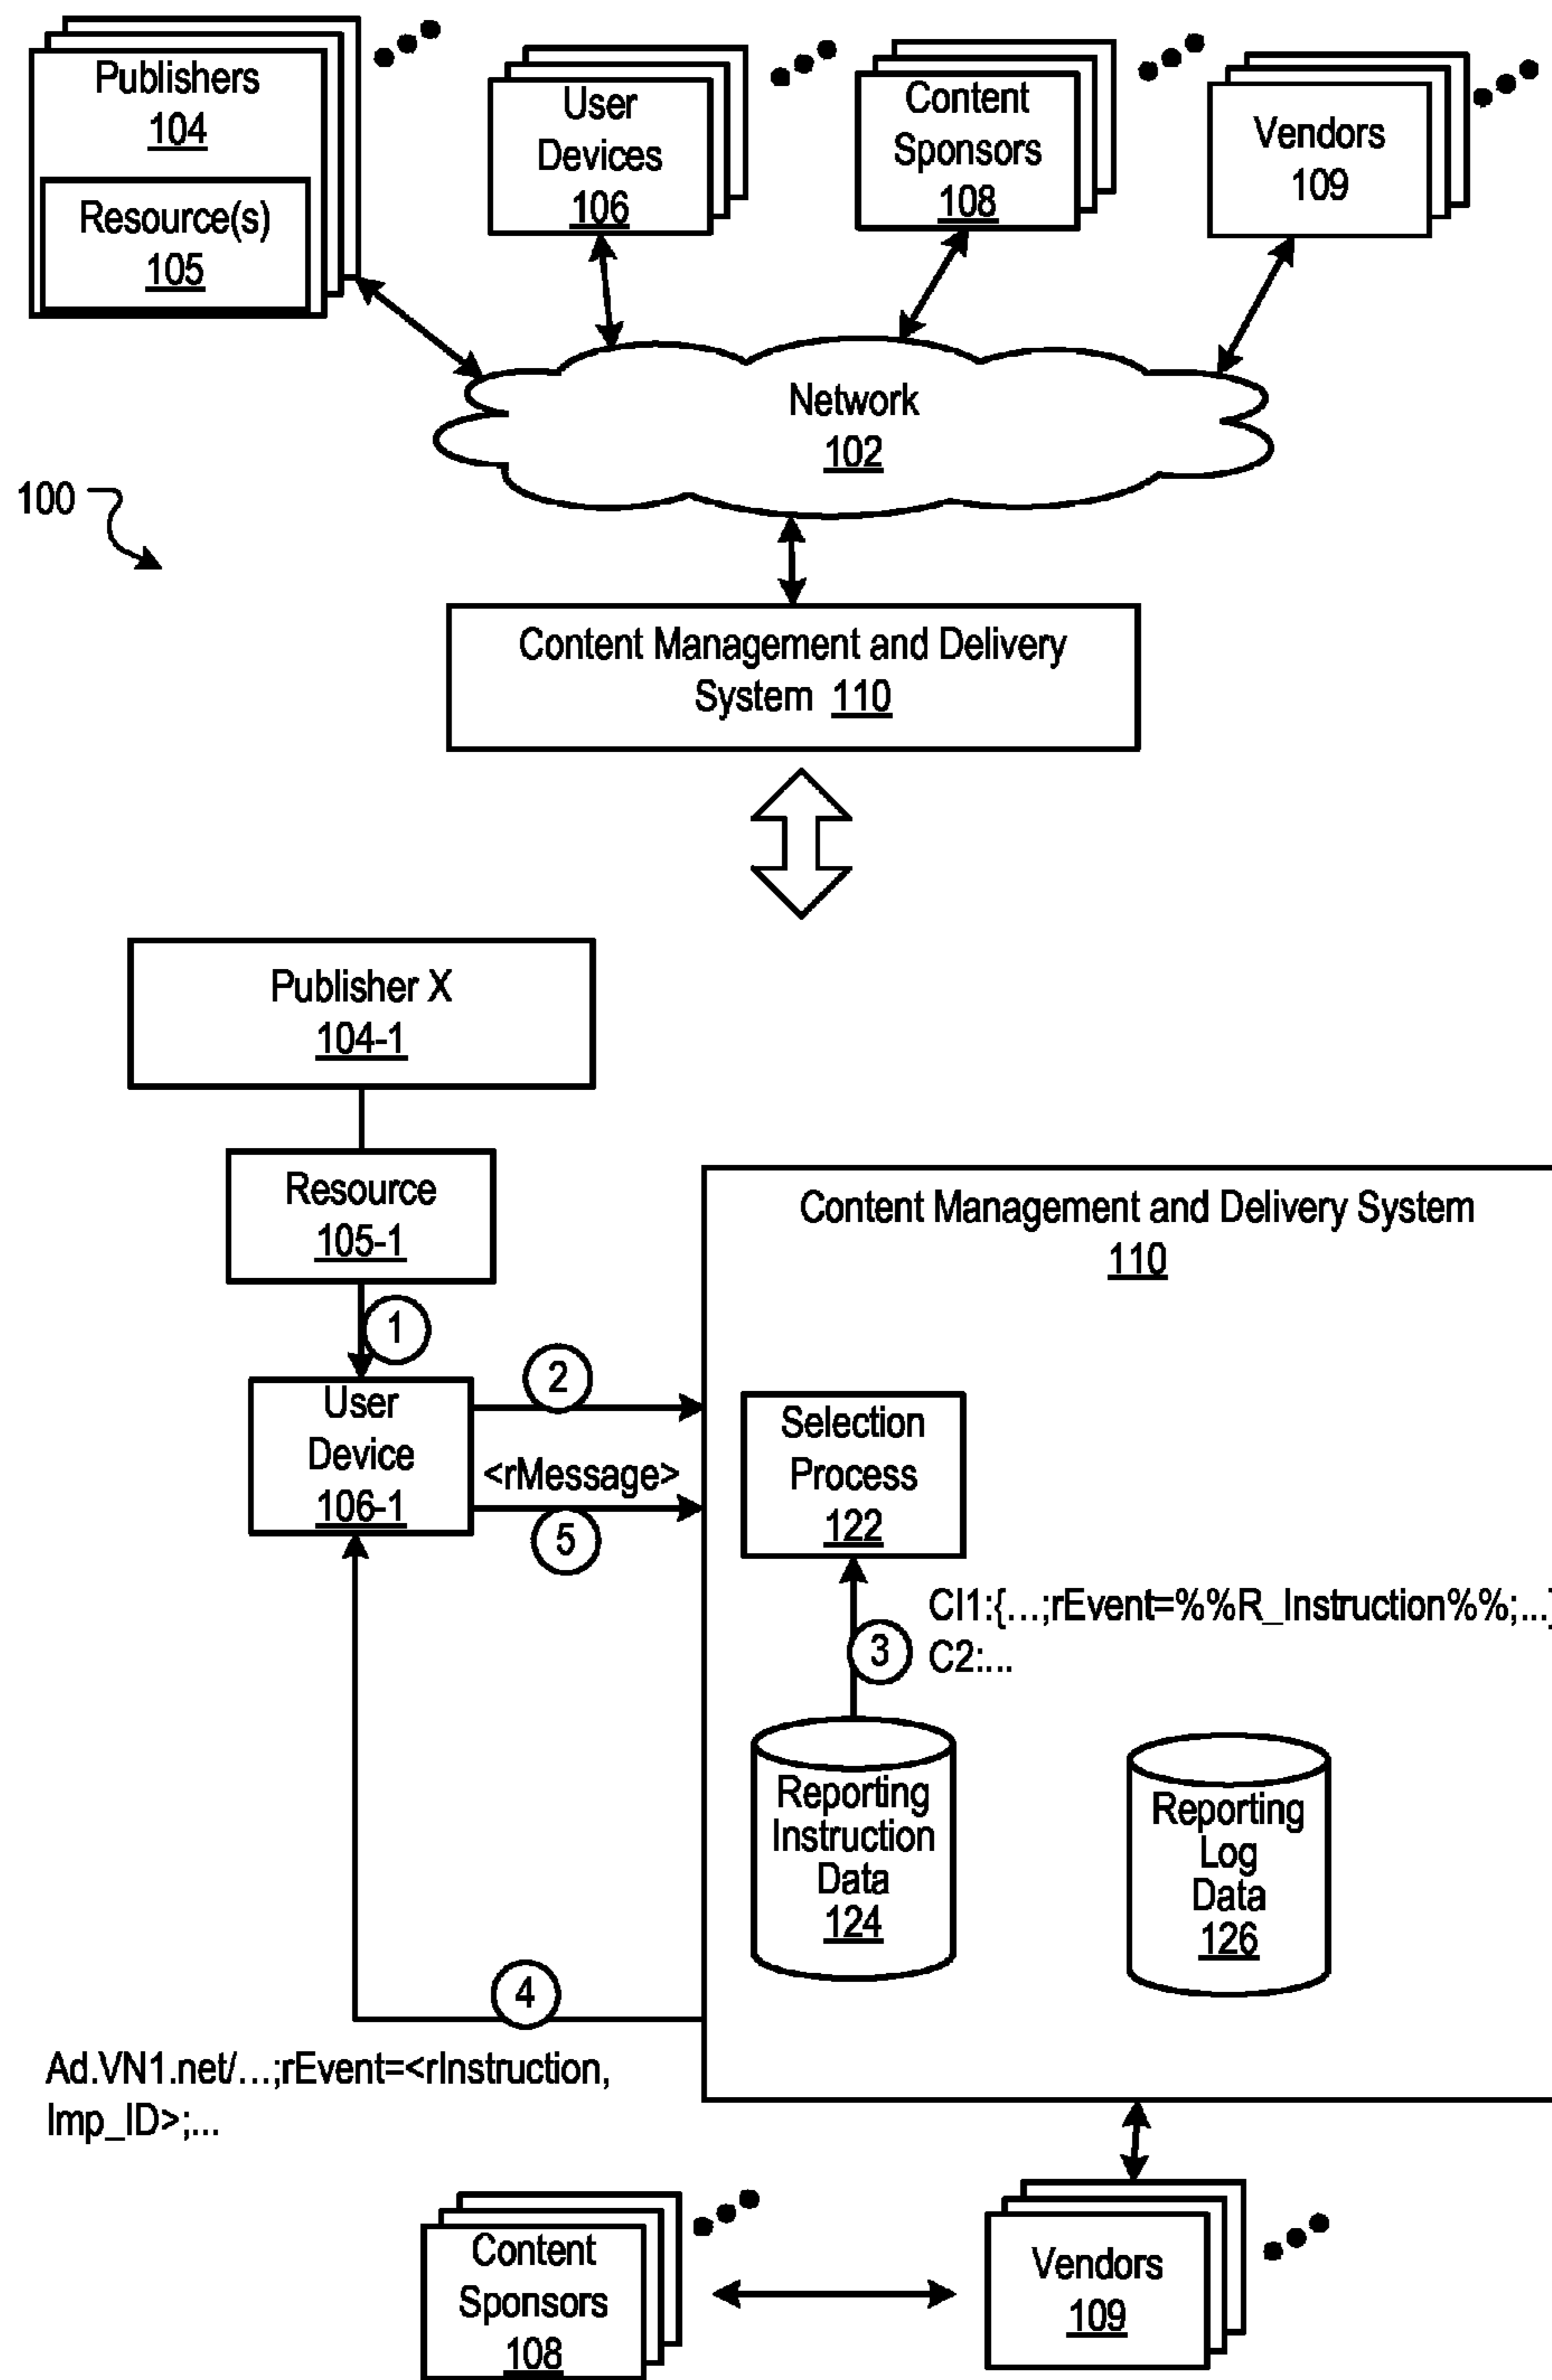 Publishers
104
Resource(s)
105
User
Devices
106
Content
Sponsors
108
Vendors
109
Network
102
100
Content Management and Delivery
System 110
Publisher X
104-1
Resource
105-1
1
User
Device
106-1
2
<rMessage>
5
Content Management and Delivery System
110
Selection
Process
122
CI1:{...;rEvent=%%R_Instruction%%;...}
C2:...
3
Reporting
Instruction
Data
124
Reporting
Log
Data
126
4
Ad.VN1.net/...;rEvent=<rInstruction,
Imp_ID>;...
Content
Sponsors
108
Vendors
109